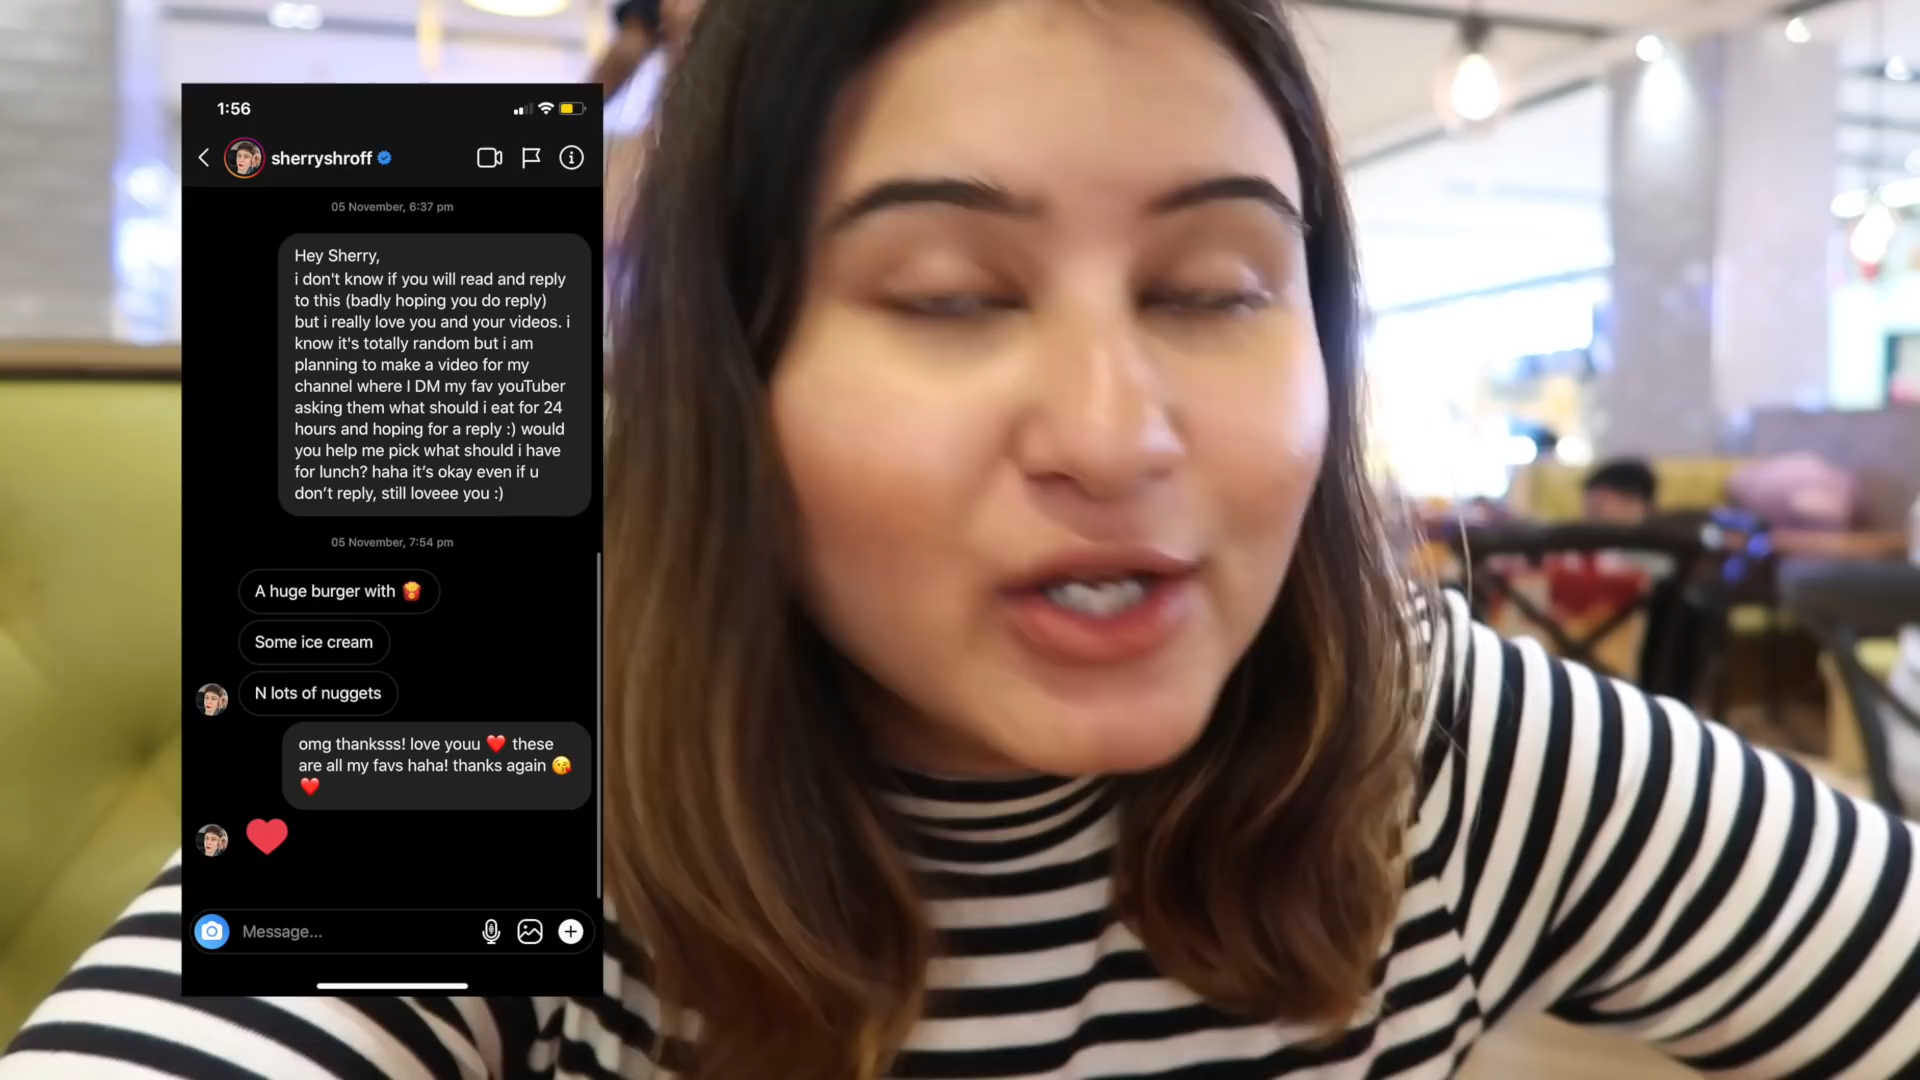 1:56
sherryshroff
05 November, 6:37 pm
Hey Sherry,
i don't know if you will read and reply
to this (badly hoping you do reply)
but i really love you and your videos. i
know it's totally random but i am
planning to make a video for my
channel where I DM my fav youTuber
asking them what should i eat for 24
hours and hoping for a reply :) would
you help me pick what should i have
for lunch? haha it’s okay even if u
don’t reply, still loveee you :)
05 November, 7:54 pm
A huge burger with 🍟
Some ice cream
N lots of nuggets
omg thanksss! love youu ❤️ these
are all my favs haha! thanks again 😘
❤️
Message...